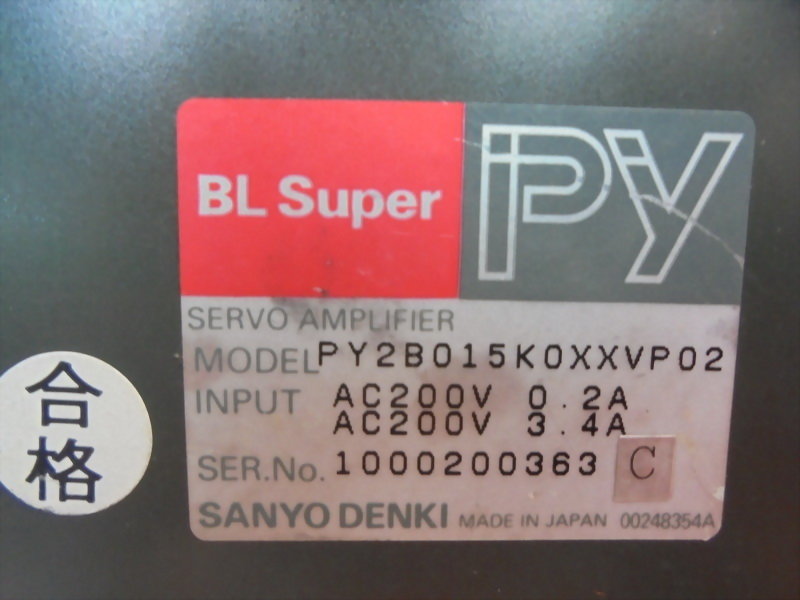 BL Super PY
SERVO AMPLIFIER
MODEL PY2B015K0XXVP02
INPUT AC200V 0.2A
AC200V 3.4A
SER.No. 1000200363 C
SANYO DENKI MADE IN JAPAN 00248354A
合格